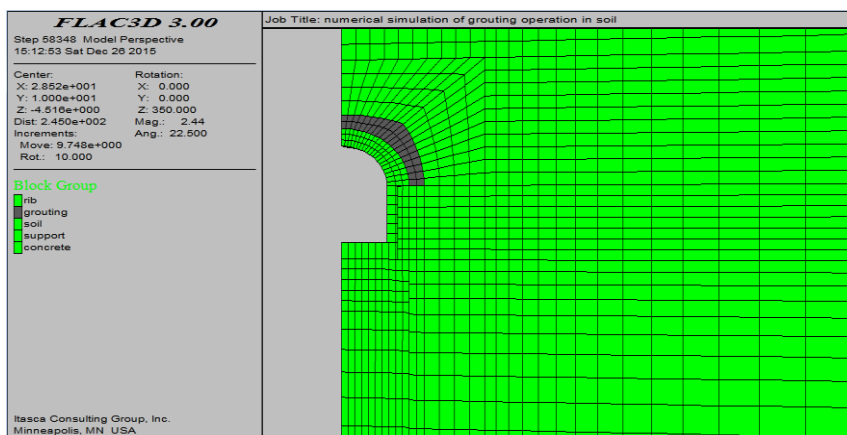 FLAC3D 3.00
Step 58348 Model Perspective
15:12:53 Sat Dec 26 2015
Center:
X: 2.852e+001
Y: 1.000e+001
Z: -4.516e+000
Dist: 2.450e+002
Increments:
Move: 9.748e+000
Rot.: 10.000
Rotation:
X: 0.000
Y: 0.000
Z: 350.000
Mag.: 2.44
Ang.: 22.500
Block Group
rib
grouting
soil
support
concrete
Itasca Consulting Group, Inc.
Minneapolis, MN USA
Job Title: numerical simulation of grouting operation in soil